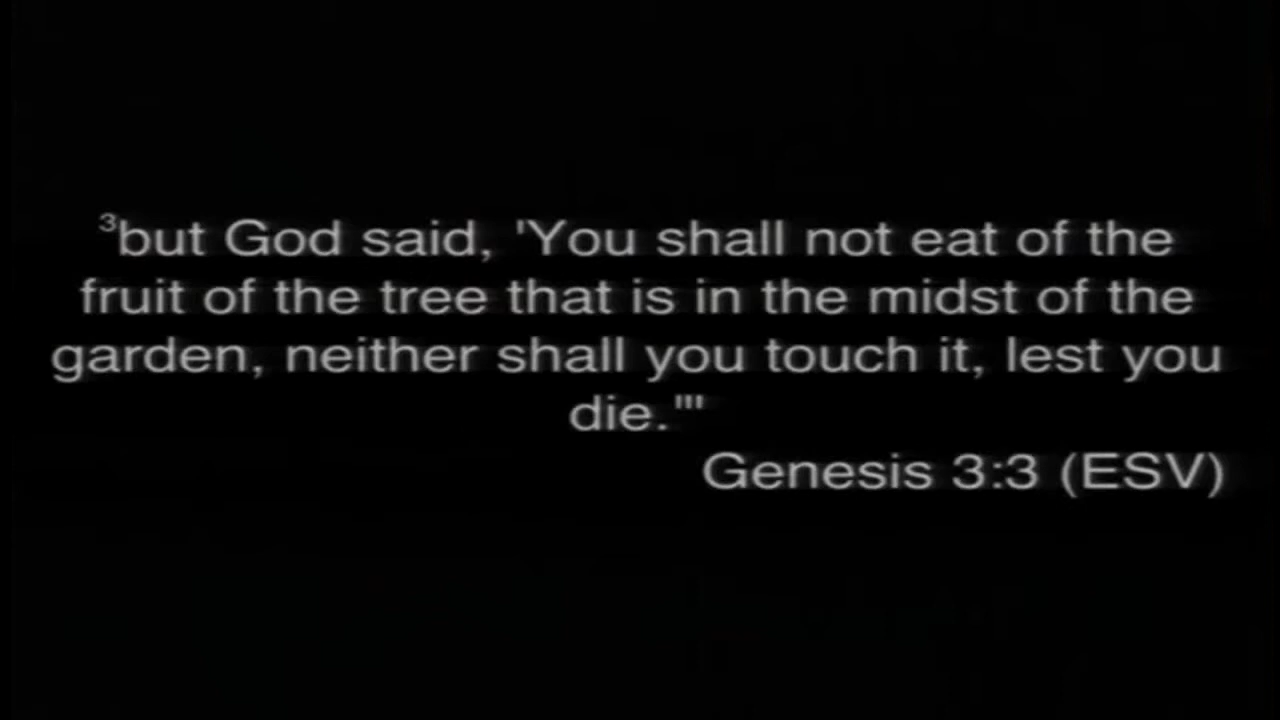 ³but God said, 'You shall not eat of the
fruit of the tree that is in the midst of the
garden, neither shall you touch it, lest you
die.'"
Genesis 3:3 (ESV)